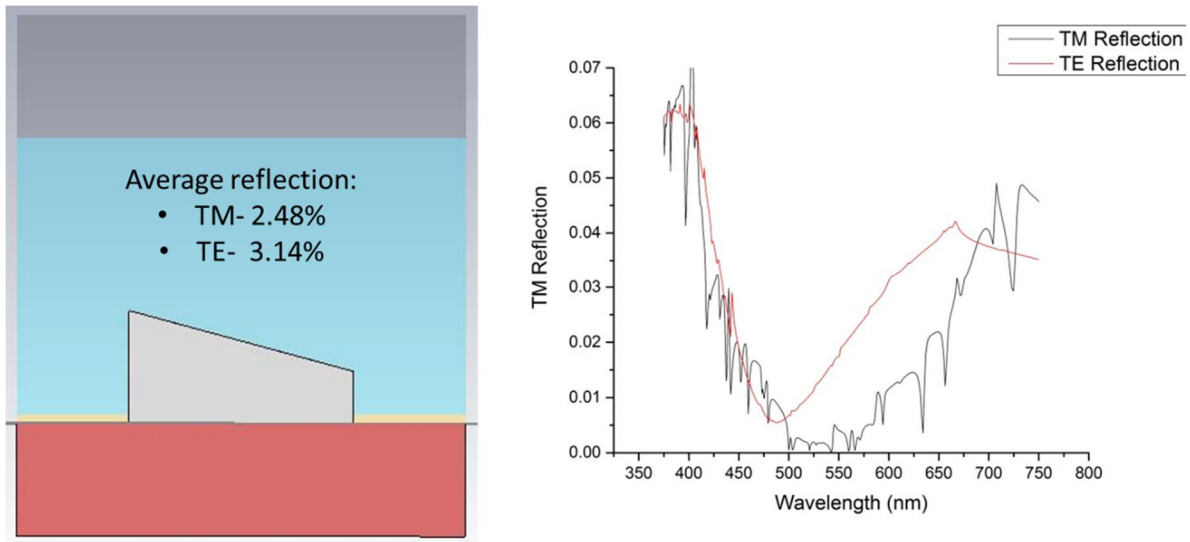 Average reflection:
• TM- 2.48%
• TE-  3.14%
TM Reflection
TE Reflection
0.07
0.06
0.05
0.04
0.03
0.02
0.01
0.00
TM Reflection
350 400 450 500 550 600 650 700 750 800
Wavelength (nm)